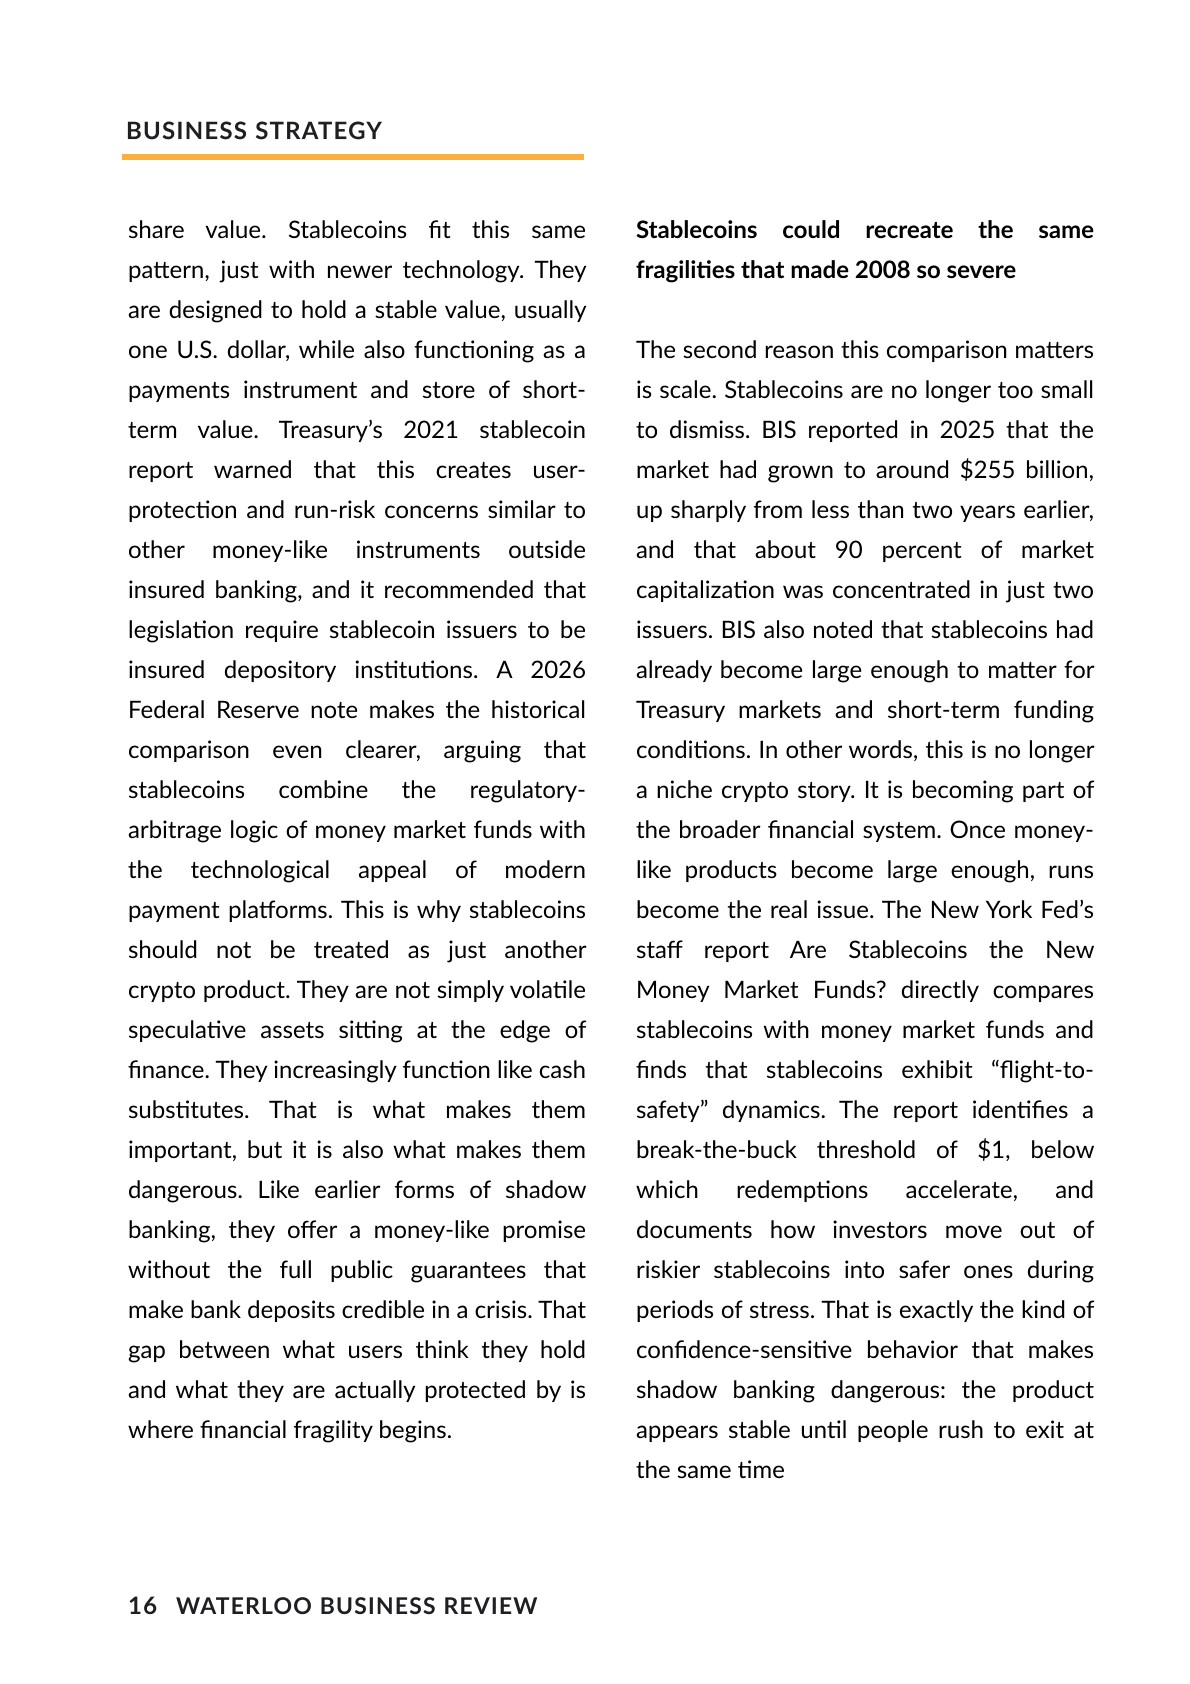 BUSINESS STRATEGY
share value. Stablecoins fit this same
pattern, just with newer technology. They
are designed to hold a stable value, usually
one U.S. dollar, while also functioning as a
payments instrument and store of short-
term value. Treasury’s 2021 stablecoin
report warned that this creates user-
protection and run-risk concerns similar to
other money-like instruments outside
insured banking, and it recommended that
legislation require stablecoin issuers to be
insured depository institutions. A 2026
Federal Reserve note makes the historical
comparison even clearer, arguing that
stablecoins combine the regulatory-
arbitrage logic of money market funds with
the technological appeal of modern
payment platforms. This is why stablecoins
should not be treated as just another
crypto product. They are not simply volatile
speculative assets sitting at the edge of
finance. They increasingly function like cash
substitutes. That is what makes them
important, but it is also what makes them
dangerous. Like earlier forms of shadow
banking, they offer a money-like promise
without the full public guarantees that
make bank deposits credible in a crisis. That
gap between what users think they hold
and what they are actually protected by is
where financial fragility begins.
Stablecoins could recreate the same
fragilities that made 2008 so severe
The second reason this comparison matters
is scale. Stablecoins are no longer too small
to dismiss. BIS reported in 2025 that the
market had grown to around $255 billion,
up sharply from less than two years earlier,
and that about 90 percent of market
capitalization was concentrated in just two
issuers. BIS also noted that stablecoins had
already become large enough to matter for
Treasury markets and short-term funding
conditions. In other words, this is no longer
a niche crypto story. It is becoming part of
the broader financial system. Once money-
like products become large enough, runs
become the real issue. The New York Fed’s
staff report Are Stablecoins the New
Money Market Funds? directly compares
stablecoins with money market funds and
finds that stablecoins exhibit “flight-to-
safety” dynamics. The report identifies a
break-the-buck threshold of $1, below
which redemptions accelerate, and
documents how investors move out of
riskier stablecoins into safer ones during
periods of stress. That is exactly the kind of
confidence-sensitive behavior that makes
shadow banking dangerous: the product
appears stable until people rush to exit at
the same time
16 WATERLOO BUSINESS REVIEW